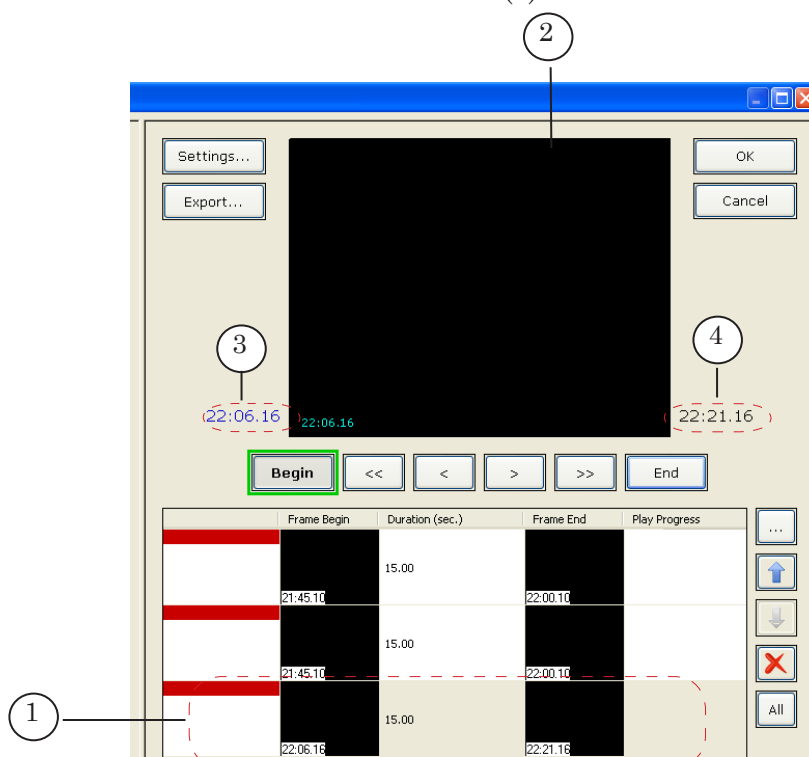 2
Settings...
OK
Export...
Cancel
3
4
22:06.16
22:06.16
22:21.16
Begin
<<
<
>
>>
End
Frame Begin
Duration (sec.)
Frame End
Play Progress
...
15.00
21:45.10
22:00.10
15.00
21:45.10
22:00.10
1
All
15.00
22:06.16
22:21.16